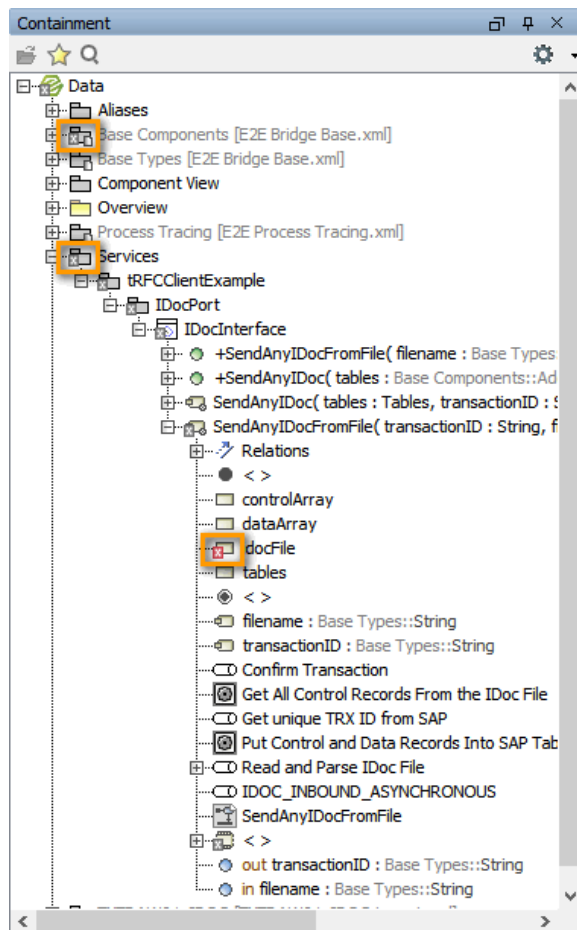 Containment
Data
Aliases
Base Components [E2E Bridge Base.xml]
Base Types [E2E Bridge Base.xml]
Component View
Overview
Process Tracing [E2E Process Tracing.xml]
Services
tRFCClientExample
IDocPort
IDocInterface
+SendAnyIDocFromFile( filename : Base Types
+SendAnyIDoc( tables : Base Components::Ad
SendAnyIDoc( tables : Tables, transactionID : S
SendAnyIDocFromFile( transactionID : String, fi
Relations
< >
controlArray
dataArray
idocFile
tables
< >
filename : Base Types::String
transactionID : Base Types::String
Confirm Transaction
Get All Control Records From the IDoc File
Get unique TRX ID from SAP
Put Control and Data Records Into SAP Tab
Read and Parse IDoc File
IDOC_INBOUND_ASYNCHRONOUS
SendAnyIDocFromFile
< >
out transactionID : Base Types::String
in filename : Base Types::String